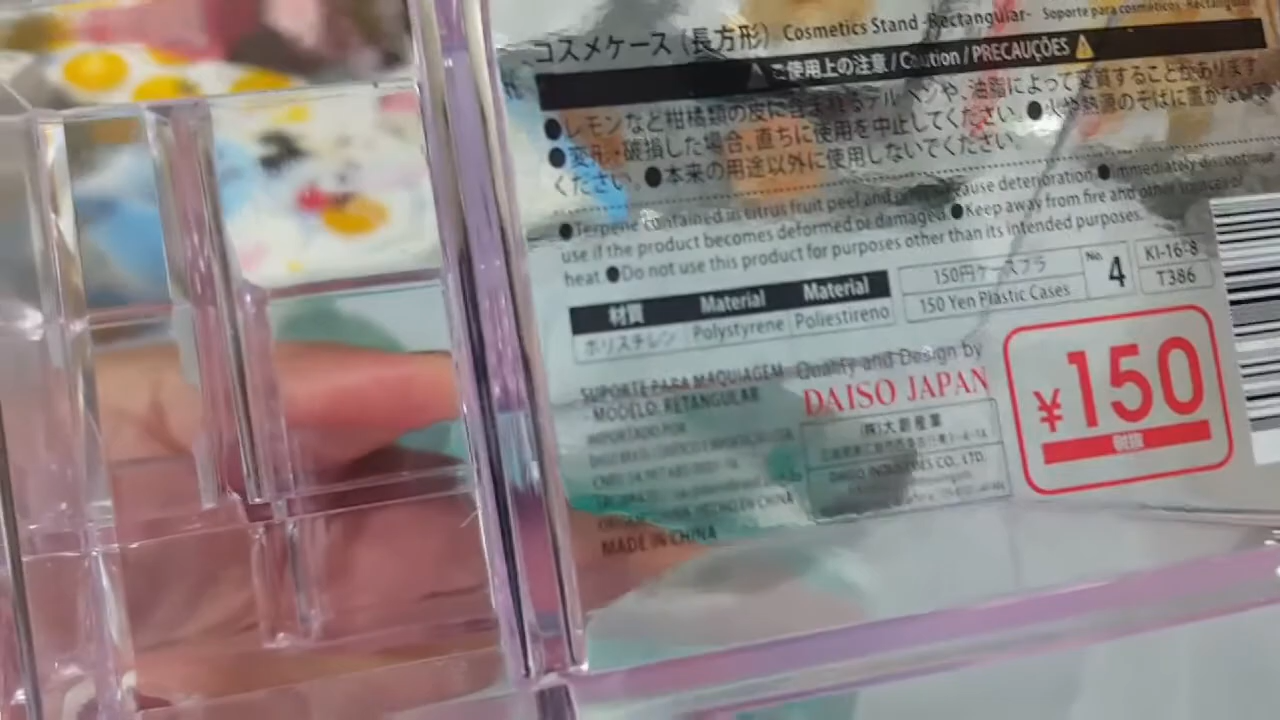 コスメケース (長方形) Cosmetics Stand -Rectangular- Soporte para cosméticos -Rectangular
ご使用上の注意 / Caution / PRECAUÇÕES
●レモンなど柑橘類の皮に含まれるテルペンや、油脂によって変質することがあります
●変形・破損した場合、直ちに使用を中止してください。●火や熱源のそばに置かないで
ください。●本来の用途以外に使用しないでください。
●Terpene contained in citrus fruit peel and cause deterioration.●Immediately discontinue
use if the product becomes deformed or damaged.●Keep away from fire and other sources of
heat.●Do not use this product for purposes other than its intended purposes.
材質 Material Material
ポリスチレン Polystyrene Poliestireno
150円ケースプラ
150 Yen Plastic Cases
No. 4
KI-16-8
T386
SUPORTE PARA MAQUIAGEM
MODELO: RETANGULAR
IMPORTADO POR
MADE IN CHINA
Quality and Design by
DAISO JAPAN
(株)大創産業
DAISO INDUSTRIES CO., LTD.
¥150
税抜